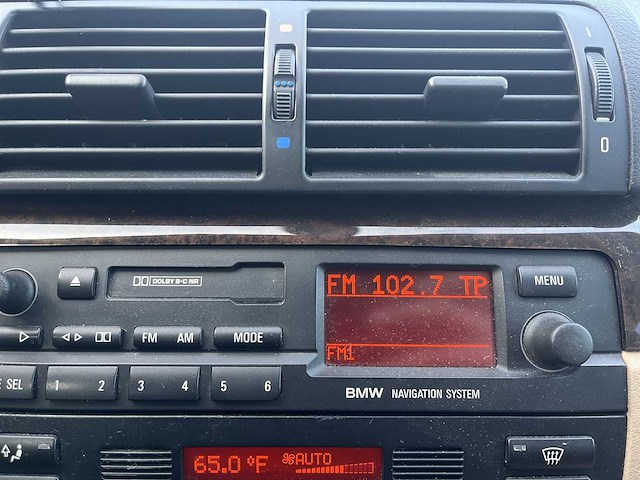 I
0
DOLBY B-C NR
FM 102.7 TP
MENU
FM AM
MODE
FM1
SEL
1 2
3 4
5 6
BMW NAVIGATION SYSTEM
65.0 °F
AUTO